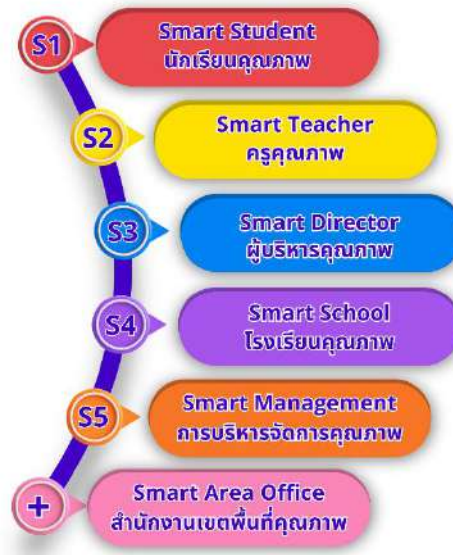 S1
Smart Student
นักเรียนคุณภาพ
S2
Smart Teacher
ครูคุณภาพ
S3
Smart Director
ผู้บริหารคุณภาพ
S4
Smart School
โรงเรียนคุณภาพ
S5
Smart Management
การบริหารจัดการคุณภาพ
+
Smart Area Office
สำนักงานเขตพื้นที่คุณภาพ